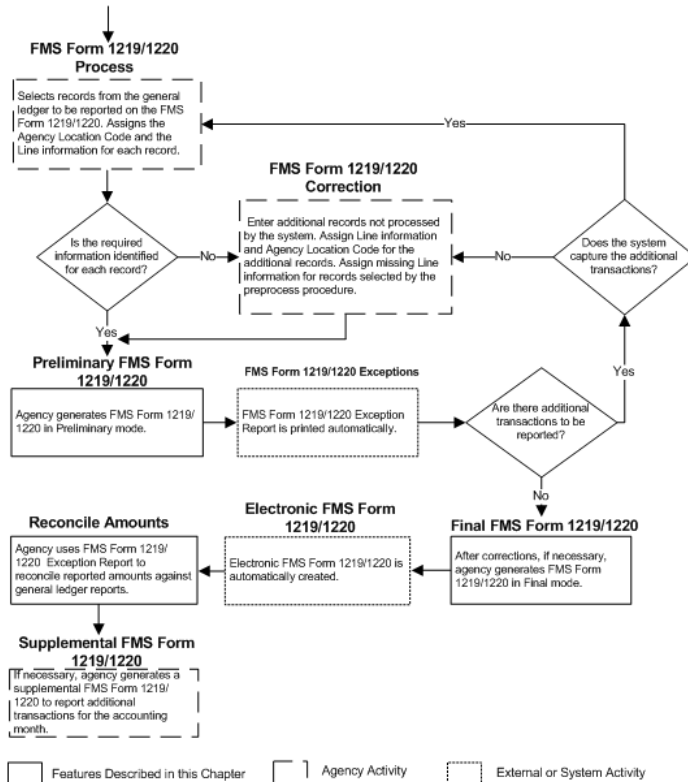 FMS Form 1219/1220
Process
Selects records from the general
ledger to be reported on the FMS
Form 1219/1220. Assigns the
Agency Location Code and the
Line information for each record.
Yes
FMS Form 1219/1220
Correction
Enter additional records not processed
by the system. Assign Line information
and Agency Location Code for the
additional records. Assign missing Line
information for records selected by the
preprocess procedure.
Is the required
information identified
for each record?
No
Does the system
capture the additional
transactions?
No
Yes
Yes
Preliminary FMS Form
1219/1220
Agency generates FMS Form 1219/
1220 in Preliminary mode.
FMS Form 1219/1220 Exceptions
FMS Form 1219/1220 Exception
Report is printed automatically.
Are there additional
transactions to be
reported?
No
Final FMS Form 1219/1220
After corrections, if necessary,
agency generates FMS Form
1219/1220 in Final mode.
Electronic FMS Form
1219/1220
Electronic FMS Form 1219/1220 is
automatically created.
Reconcile Amounts
Agency uses FMS Form 1219/
1220 Exception Report to
reconcile reported amounts against
general ledger reports.
Supplemental FMS Form
1219/1220
If necessary, agency generates a
supplemental FMS Form 1219/
1220 to report additional
transactions for the accounting
month.
Features Described in this Chapter
Agency Activity
External or System Activity